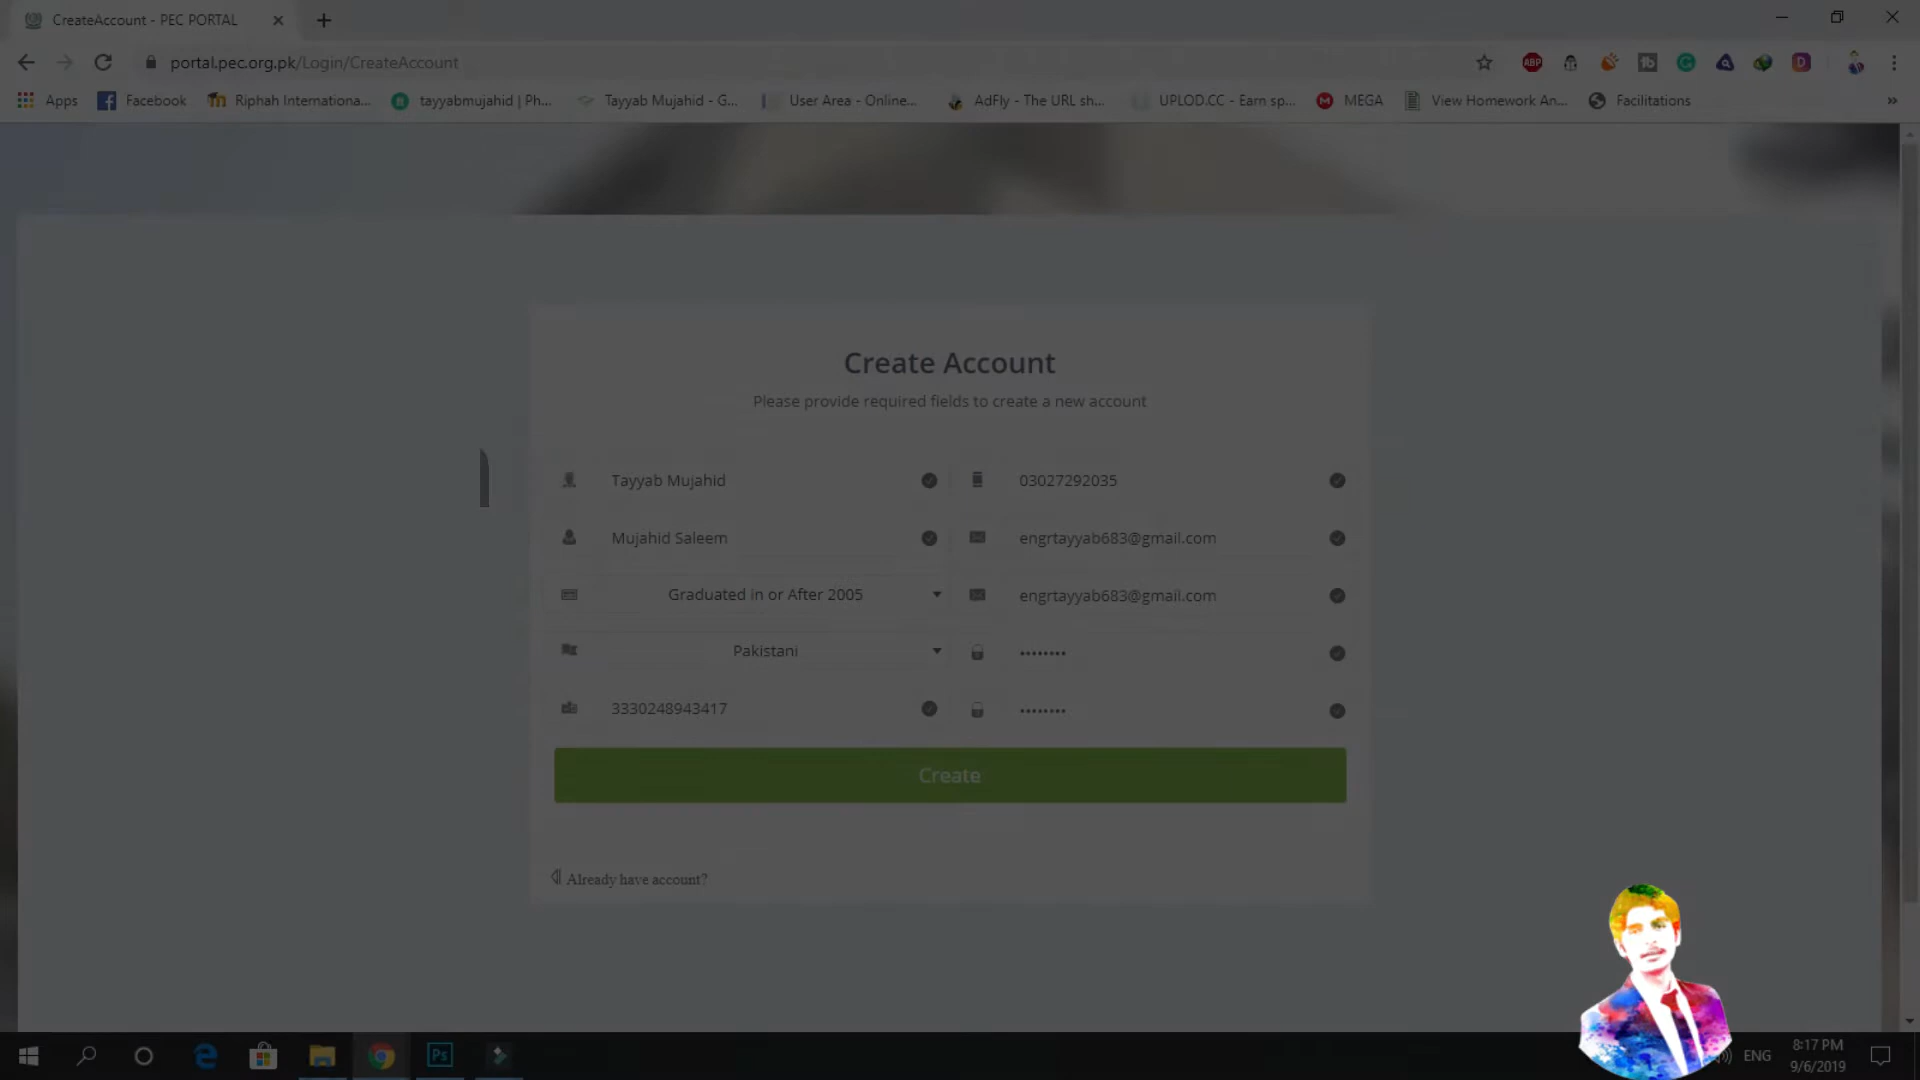 CreateAccount - PEC PORTAL
portal.pec.org.pk/Login/CreateAccount
Apps Facebook Riphah Internationa... tayyabmujahid | Ph... Tayyab Mujahid - G... User Area - Online... AdFly - The URL sh... UPLOD.CC - Earn sp... MEGA View Homework An... Facilitations »
Create Account
Please provide required fields to create a new account
Tayyab Mujahid 03027292035
Mujahid Saleem engrtayyab683@gmail.com
Graduated in or After 2005 engrtayyab683@gmail.com
Pakistani ••••••••
3330248943417 ••••••••
Create
Already have account?
ENG 8:17 PM
9/6/2019